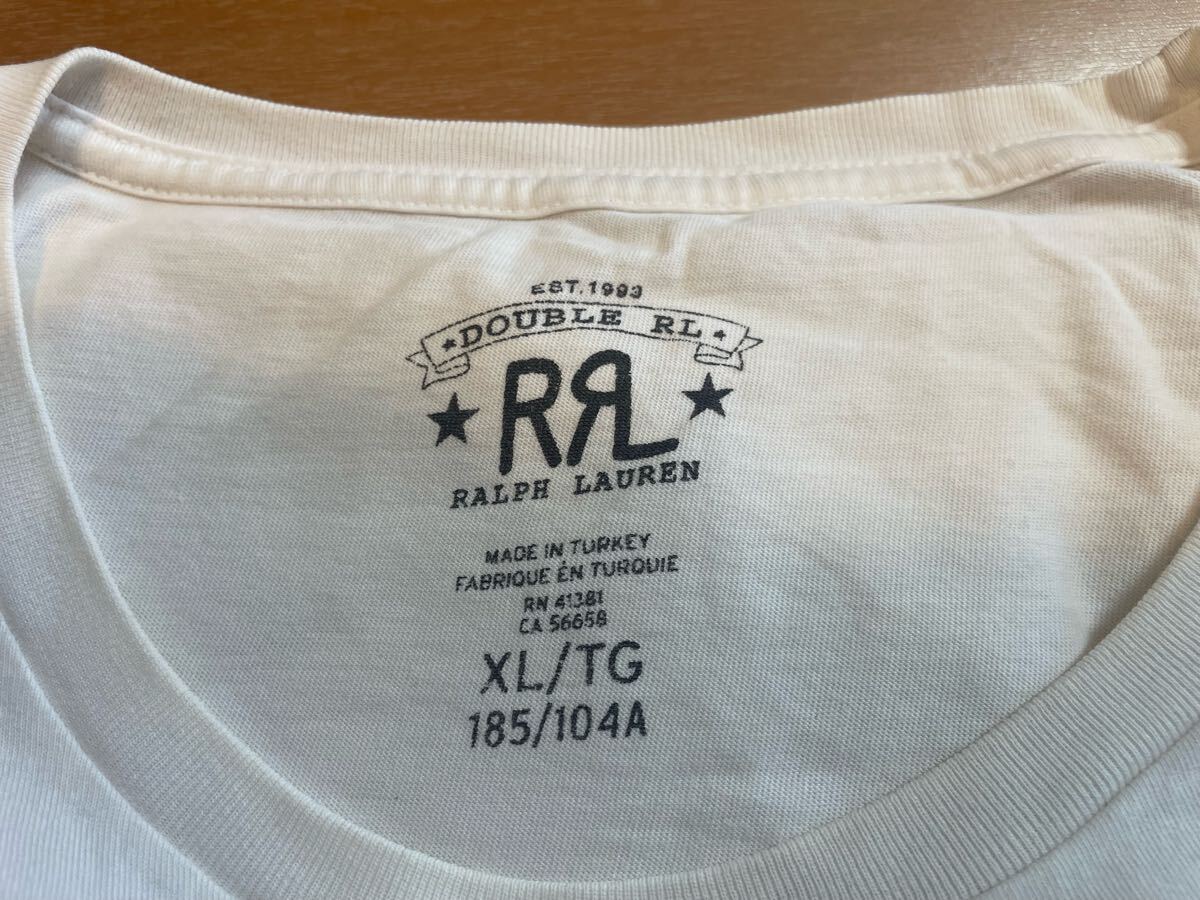 EST. 1993
DOUBLE RL
RRL
RALPH LAUREN
MADE IN TURKEY
FABRIQUE ÉN TURQUIE
RN 41381
CA 56658
XL/TG
185/104A